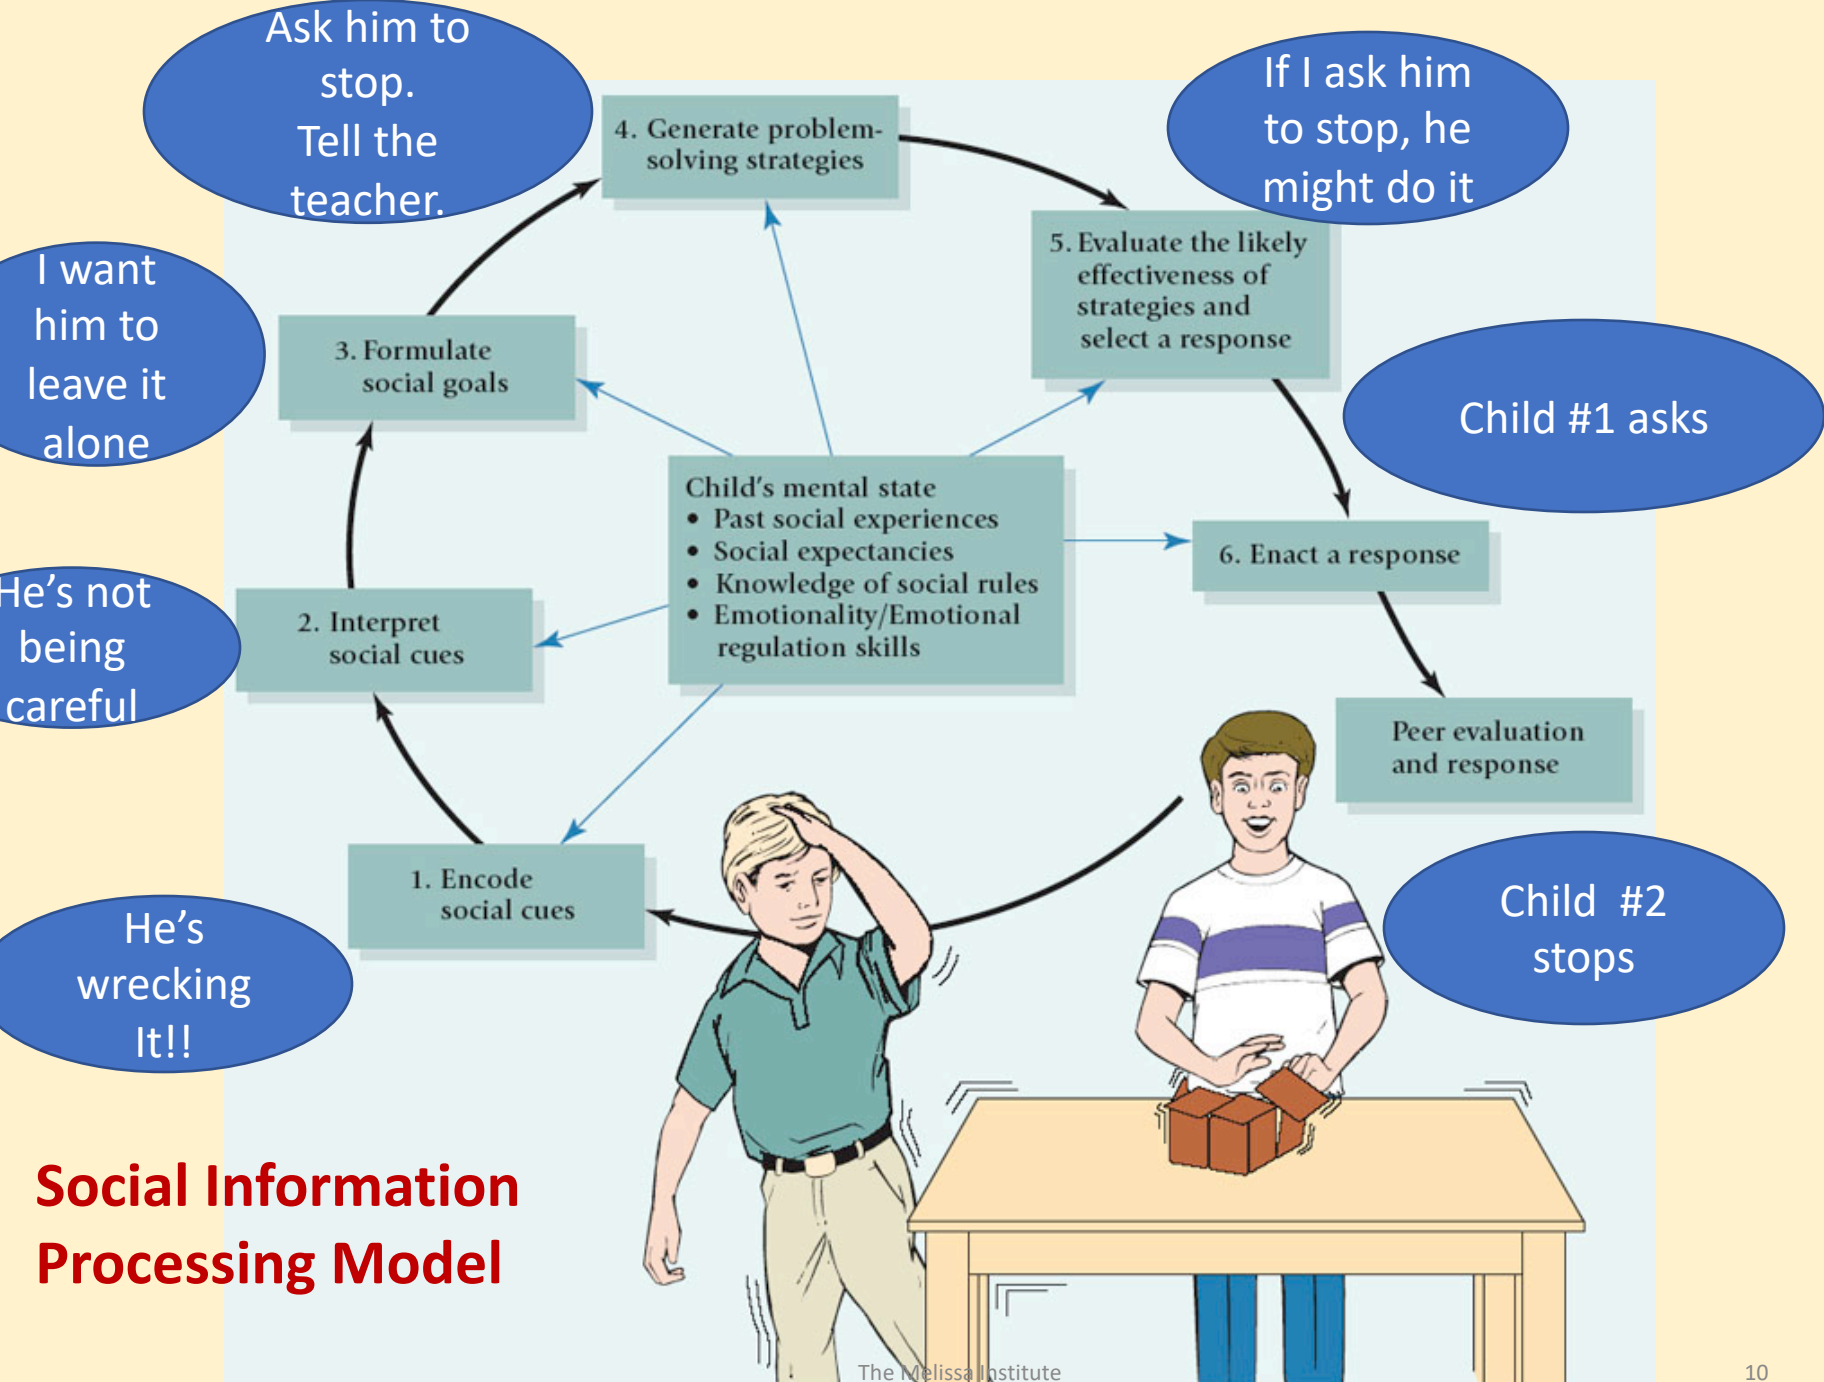 Ask him to
stop.
Tell the
teacher.
4. Generate problem-
solving strategies
If I ask him
to stop, he
might do it
5. Evaluate the likely
effectiveness of
strategies and
select a response
I want
him to
leave it
alone
3. Formulate
social goals
Child #1 asks
Child's mental state
• Past social experiences
• Social expectancies
• Knowledge of social rules
• Emotionality/Emotional
regulation skills
6. Enact a response
He's not
being
careful
2. Interpret
social cues
Peer evaluation
and response
1. Encode
social cues
He's
wrecking
It!!
Child #2
stops
Social Information
Processing Model
The Melissa Institute
10